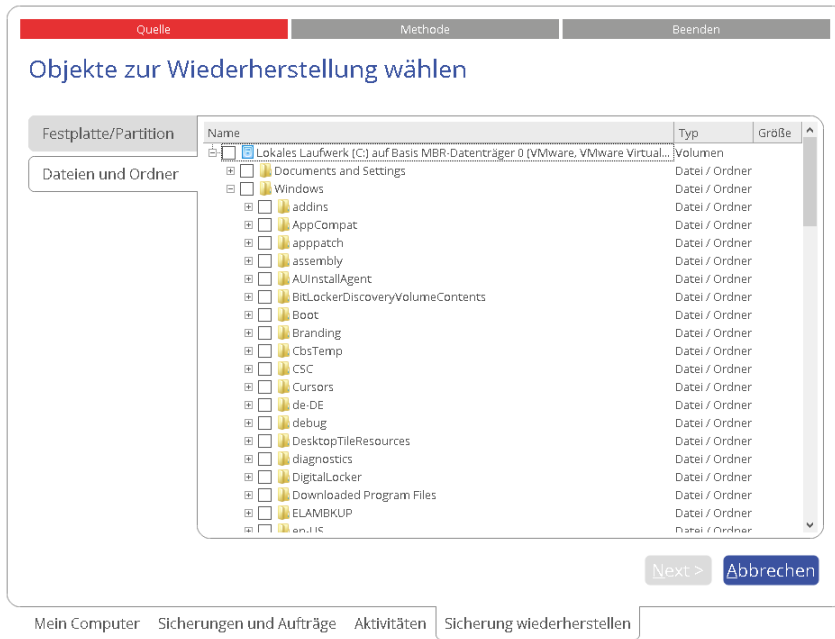 Quelle Methode Beenden
Objekte zur Wiederherstellung wählen
Festplatte/Partition
Dateien und Ordner
Name Typ Größe
Lokales Laufwerk (C:) auf Basis MBR-Datenträger 0 (VMware, VMware Virtual... Volumen
Documents and Settings Datei / Ordner
Windows Datei / Ordner
addins Datei / Ordner
AppCompat Datei / Ordner
apppatch Datei / Ordner
assembly Datei / Ordner
AUInstallAgent Datei / Ordner
BitLockerDiscoveryVolumeContents Datei / Ordner
Boot Datei / Ordner
Branding Datei / Ordner
CbsTemp Datei / Ordner
CSC Datei / Ordner
Cursors Datei / Ordner
de-DE Datei / Ordner
debug Datei / Ordner
DesktopTileResources Datei / Ordner
diagnostics Datei / Ordner
DigitalLocker Datei / Ordner
Downloaded Program Files Datei / Ordner
ELAMBKUP Datei / Ordner
en-US Datei / Ordner
Next > Abbrechen
Mein Computer Sicherungen und Aufträge Aktivitäten Sicherung wiederherstellen